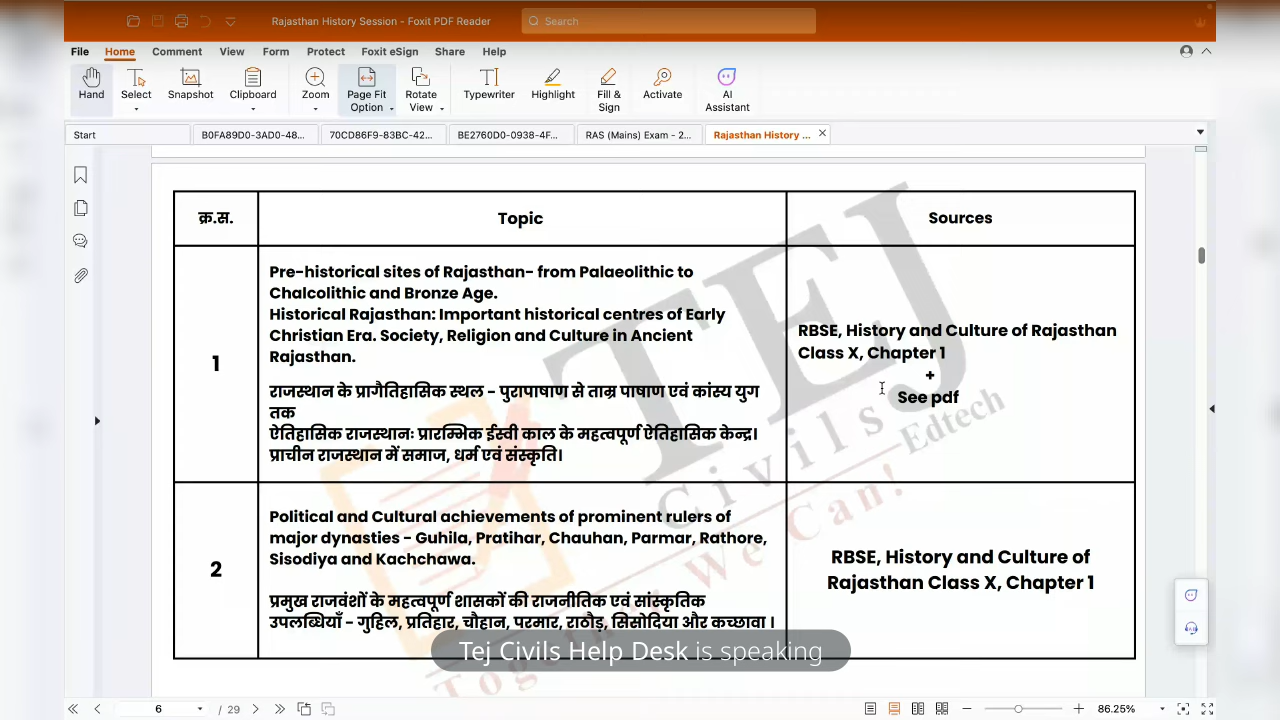 Rajasthan History Session - Foxit PDF Reader
Search
File Home Comment View Form Protect Foxit eSign Share Help
Hand Select Snapshot Clipboard Zoom Page Fit Option Rotate View Typewriter Highlight Fill & Sign Activate AI Assistant
Start B0FA89D0-3AD0-48... 70CD86F9-83BC-42... BE2760D0-0938-4F... RAS (Mains) Exam - 2... Rajasthan History ...
क्र.स. Topic Sources
1
Pre-historical sites of Rajasthan- from Palaeolithic to
Chalcolithic and Bronze Age.
Historical Rajasthan: Important historical centres of Early
Christian Era. Society, Religion and Culture in Ancient
Rajasthan.
राजस्थान के प्रागैतिहासिक स्थल - पुरापाषाण से ताम्र पाषाण एवं कांस्य युग
तक
ऐतिहासिक राजस्थानः प्रारम्भिक ईस्वी काल के महत्वपूर्ण ऐतिहासिक केन्द्र।
प्राचीन राजस्थान में समाज, धर्म एवं संस्कृति।
RBSE, History and Culture of Rajasthan
Class X, Chapter 1
+
See pdf
2
Political and Cultural achievements of prominent rulers of
major dynasties - Guhila, Pratihar, Chauhan, Parmar, Rathore,
Sisodiya and Kachchawa.
प्रमुख राजवंशों के महत्वपूर्ण शासकों की राजनीतिक एवं सांस्कृतिक
उपलब्धियाँ - गुहिल, प्रतिहार, चौहान, परमार, राठौड़, सिसोदिया और कच्छावा ।
RBSE, History and Culture of
Rajasthan Class X, Chapter 1
TEJ
Civils
Edtech
We Can!
Tej Civils Help Desk is speaking
6 / 29
86.25%